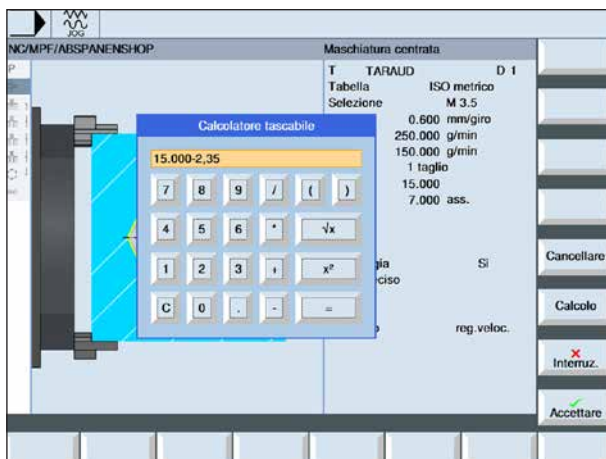 JOG
NC/MPF/ABSPANENSHOP
Maschiatura centrata
P
T TARAUD D 1
Tabella ISO metrico
Selezione M 3.5
0.600 mm/giro
250.000 g/min
150.000 g/min
1 taglio
15.000
7.000 ass.
Calcolatore tascabile
15.000-2,35
7 8 9 / ( )
4 5 6 * √x
1 2 3 + x²
C 0 . - =
gia Sì
ciso
reg.veloc.
Cancellare
Calcolo
Interruz.
Accettare